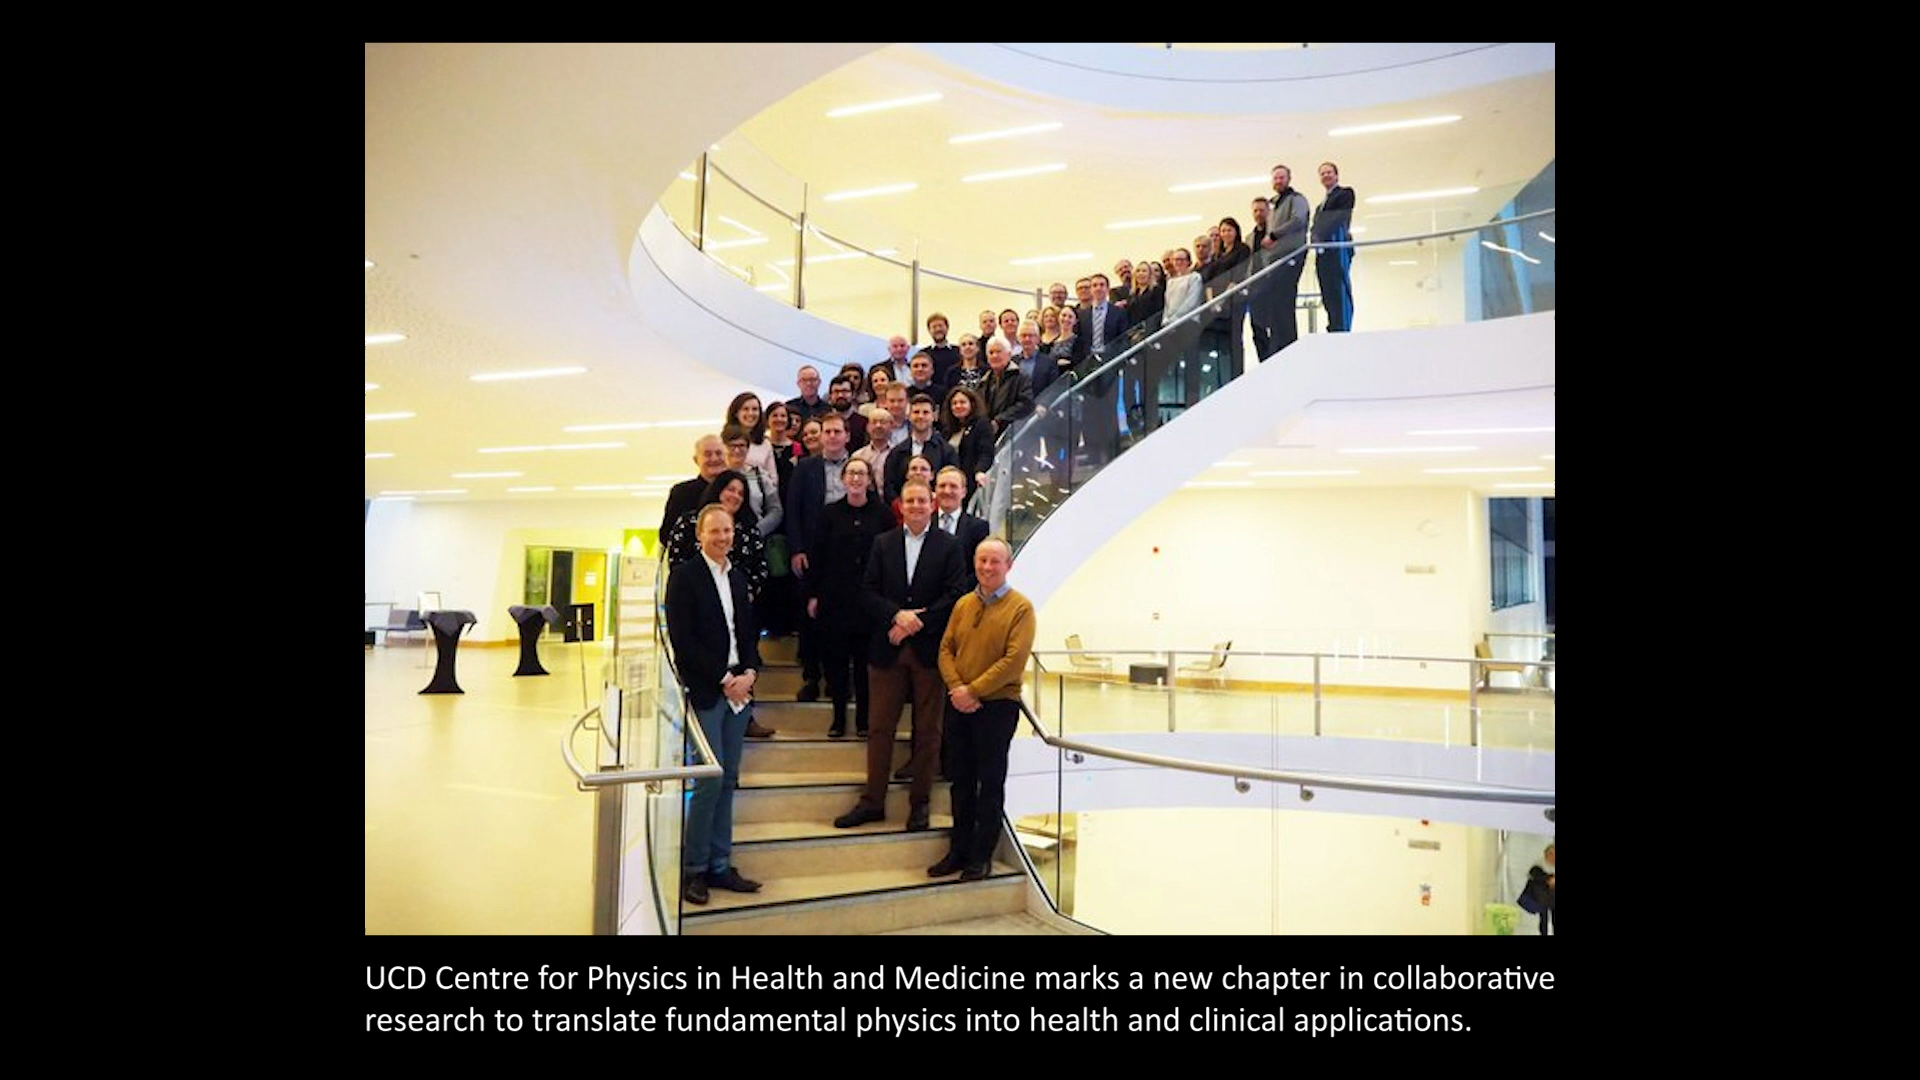 UCD Centre for Physics in Health and Medicine marks a new chapter in collaborative
research to translate fundamental physics into health and clinical applications.